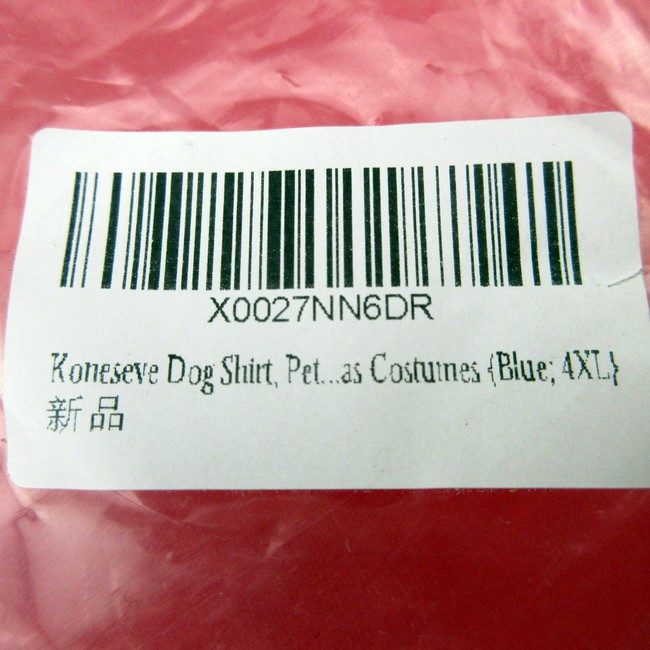 X0027NN6DR
Koneseve Dog Shirt, Pet...as Costumes (Blue; 4XL)
新品